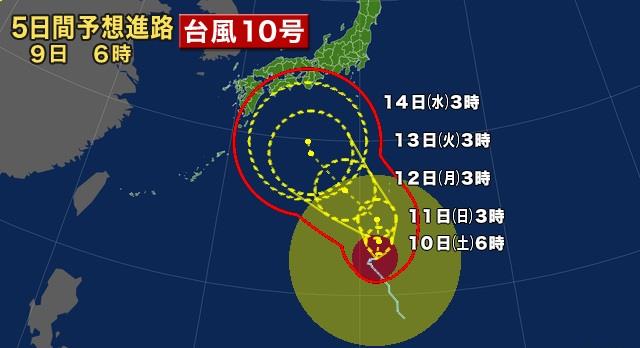 5日間予想進路
台風10号
9日 6時
14日(水)3時
13日(火)3時
12日(月)3時
11日(日)3時
10日(土)6時